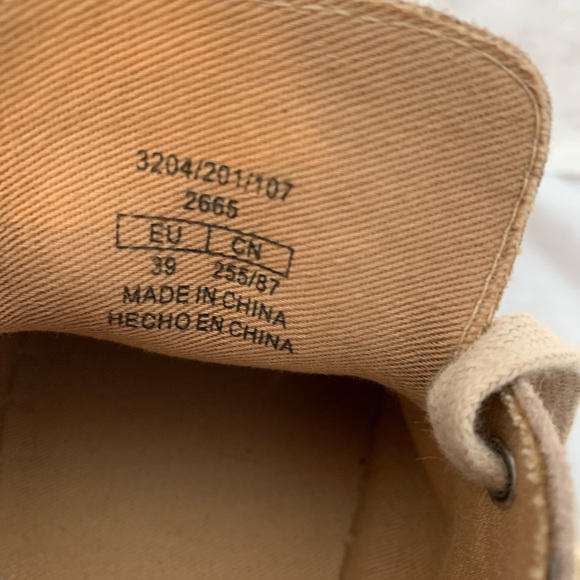 3204/201/107
2665
EU CN
39 255/87
MADE IN CHINA
HECHO EN CHINA